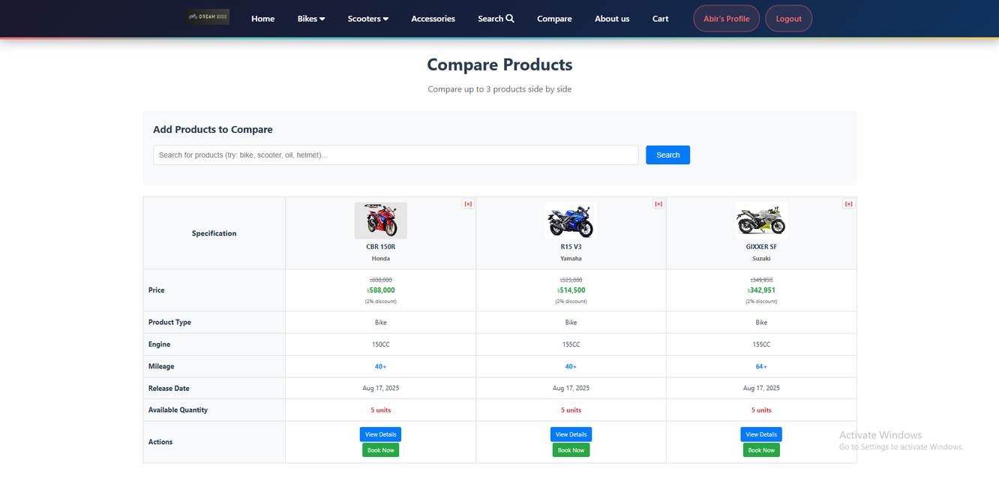 DREAM RIDE
Home Bikes Scooters Accessories Search Compare About us Cart Abir's Profile Logout
Compare Products
Compare up to 3 products side by side
Add Products to Compare
Search for products (try: bike, scooter, oil, helmet)... Search
[×] [×] [×]
Specification
CBR 150R R15 V3 GIXXER SF
Honda Yamaha Suzuki
৳600,000 ৳525,000 ৳349,950
Price ৳588,000 ৳514,500 ৳342,951
(2% discount) (2% discount) (2% discount)
Product Type Bike Bike Bike
Engine 150CC 155CC 155CC
Mileage 40+ 40+ 64+
Release Date Aug 17, 2025 Aug 17, 2025 Aug 17, 2025
Available Quantity 5 units 5 units 5 units
Actions View Details View Details View Details
Book Now Book Now Book Now
Activate Windows
Go to Settings to activate Windows.